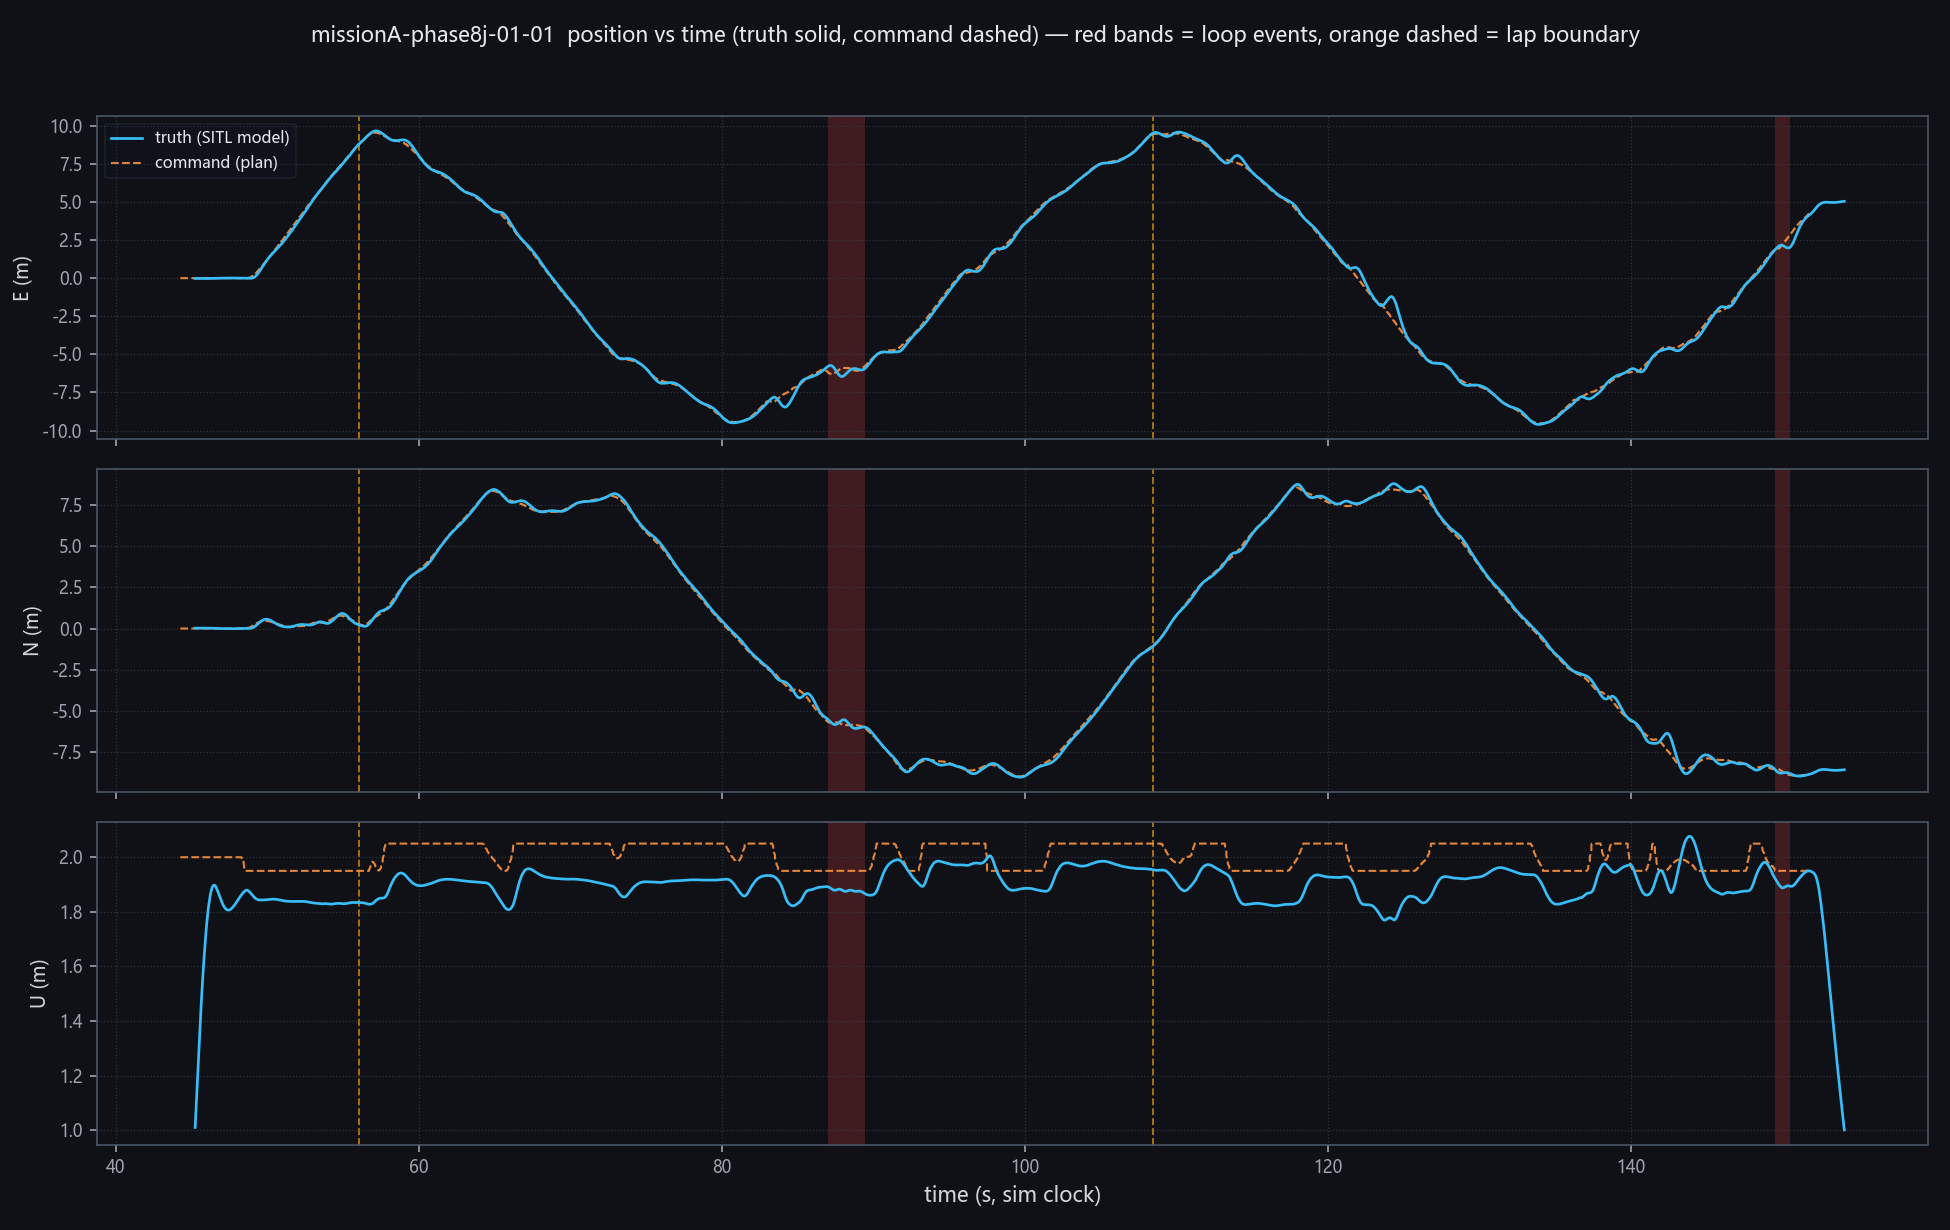 missionA-phase8j-01-01  position vs time (truth solid, command dashed) — red bands = loop events, orange dashed = lap boundary
truth (SITL model)
command (plan)
E (m)
10.0
7.5
5.0
2.5
0.0
-2.5
-5.0
-7.5
-10.0
N (m)
7.5
5.0
2.5
0.0
-2.5
-5.0
-7.5
U (m)
2.0
1.8
1.6
1.4
1.2
1.0
40 60 80 100 120 140
time (s, sim clock)